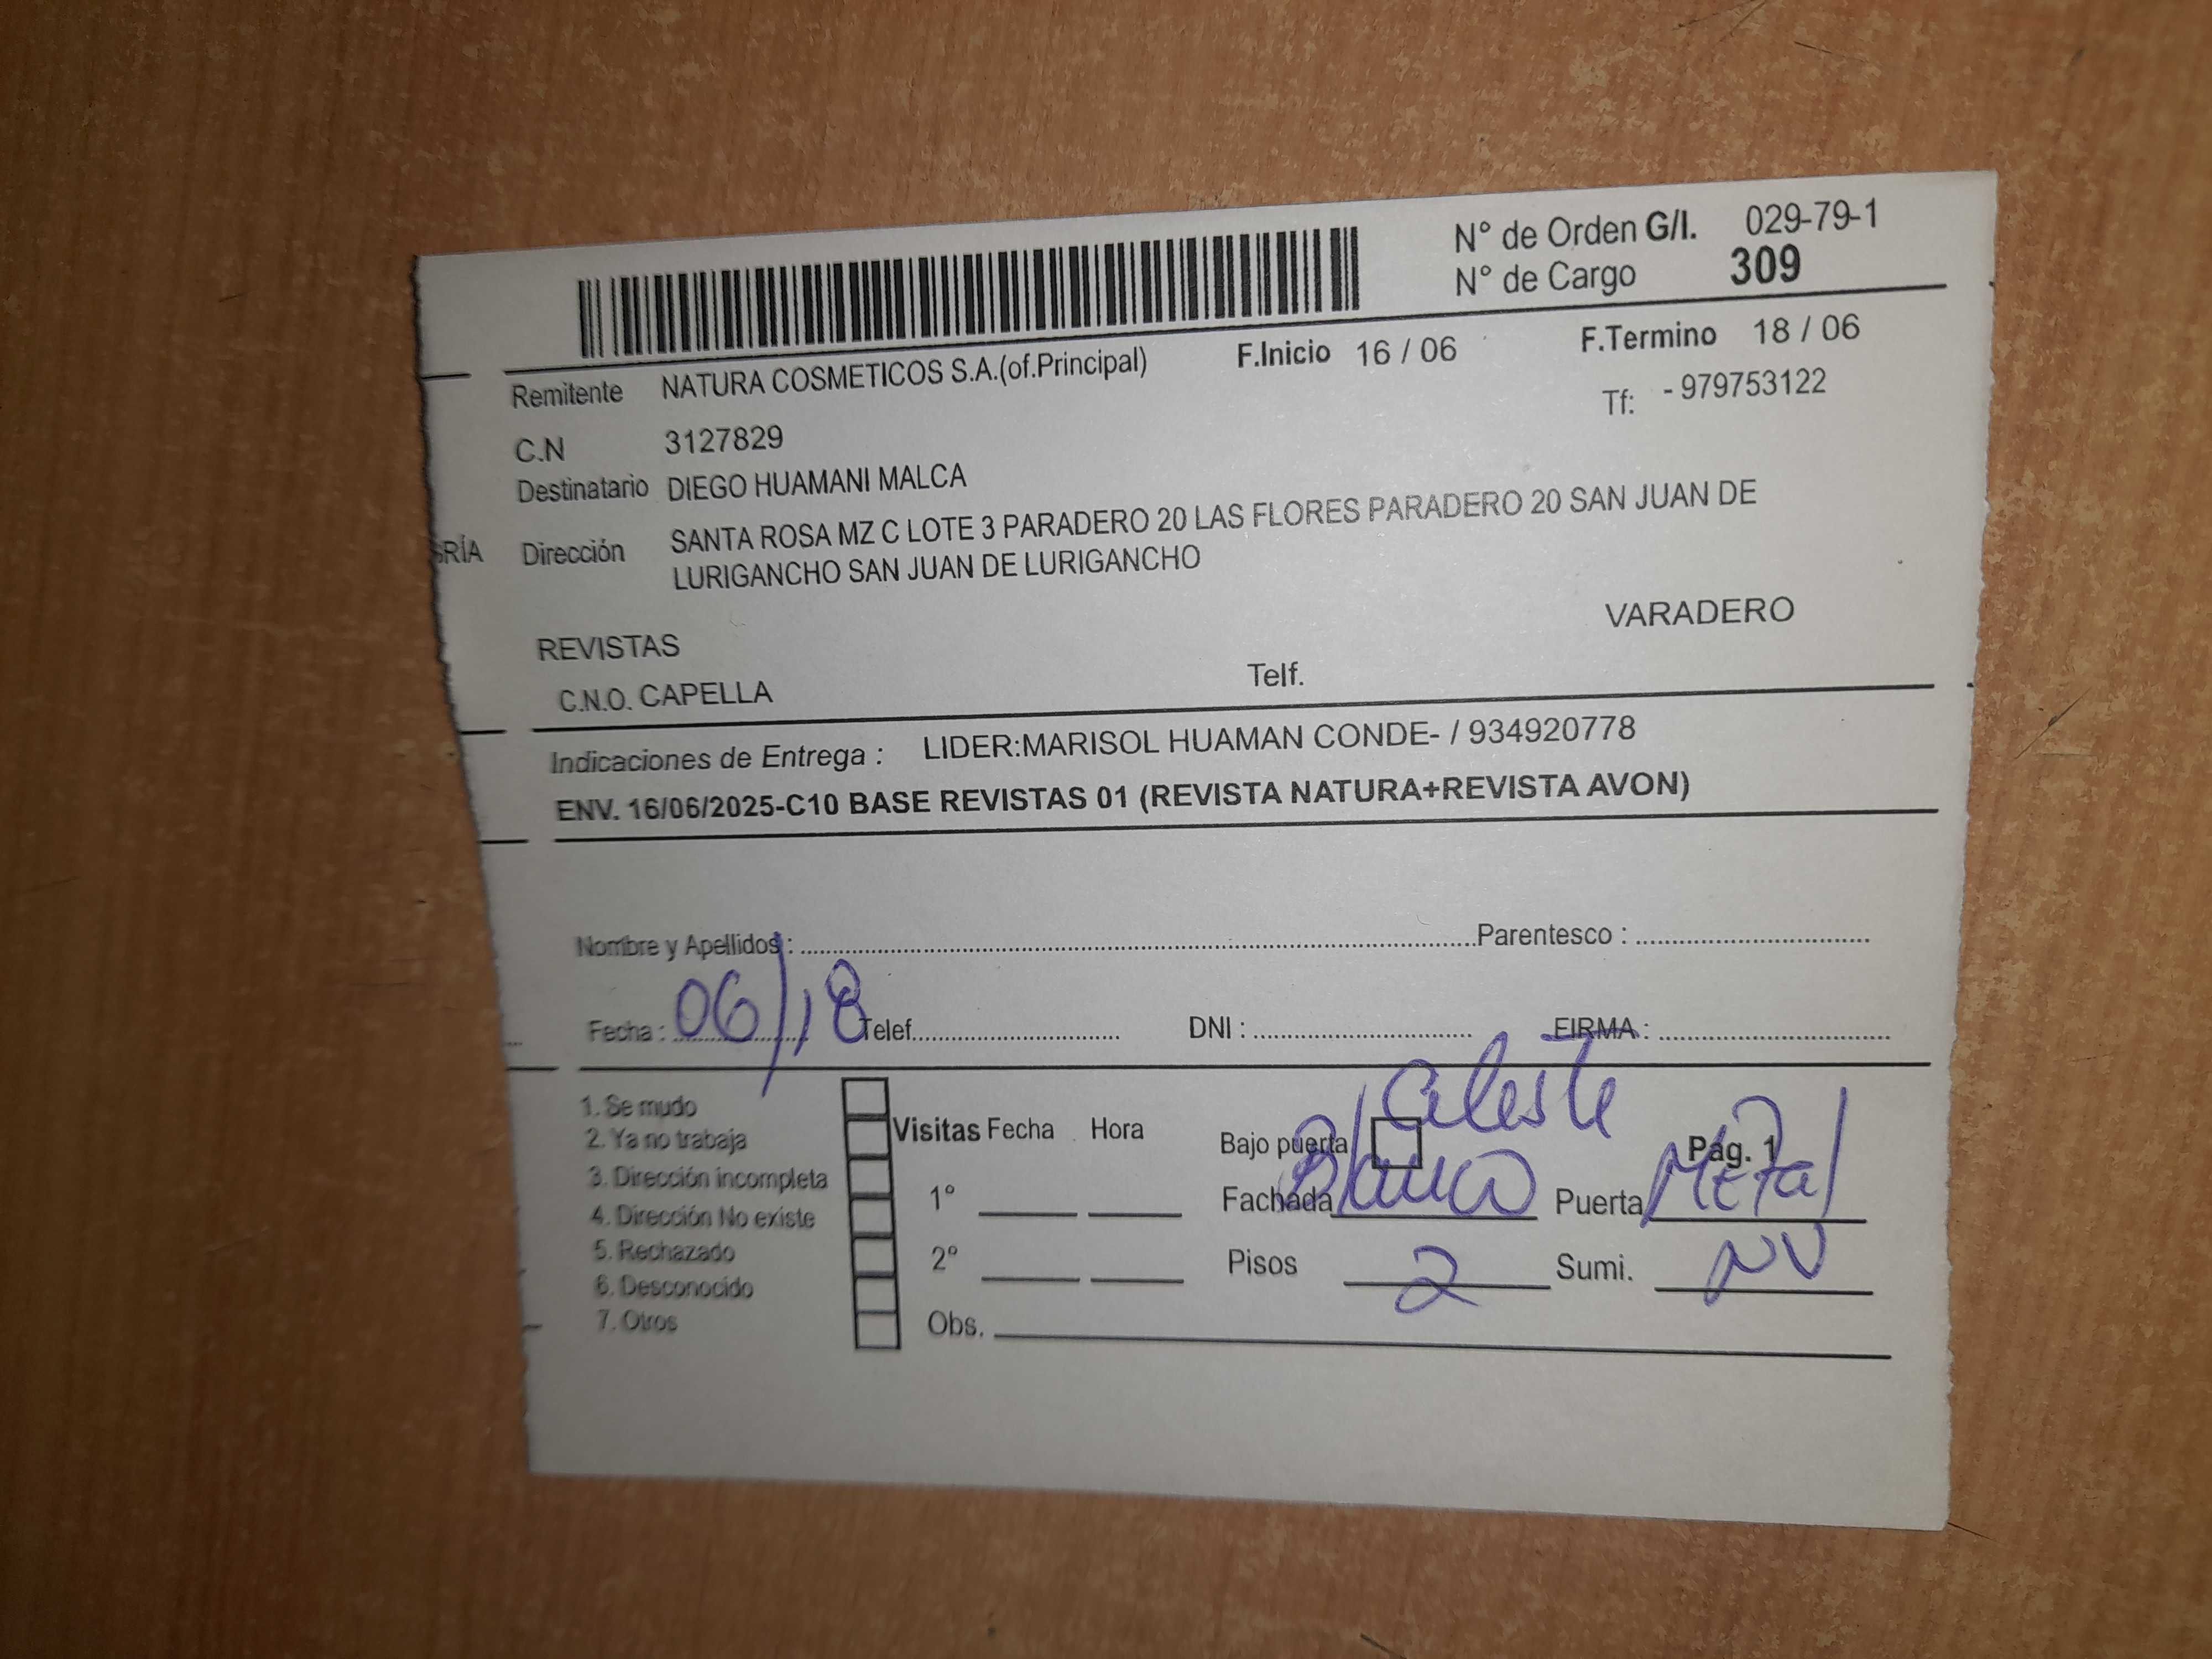 N° de Orden G/I. 029-79-1
N° de Cargo 309
Remitente NATURA COSMETICOS S.A.(of.Principal) F.Inicio 16 / 06 F.Termino 18 / 06
C.N 3127829 Tf: - 979753122
Destinatario DIEGO HUAMANI MALCA
RÍA Dirección SANTA ROSA MZ C LOTE 3 PARADERO 20 LAS FLORES PARADERO 20 SAN JUAN DE
LURIGANCHO SAN JUAN DE LURIGANCHO
VARADERO
REVISTAS
C.N.O. CAPELLA Telf.
Indicaciones de Entrega : LIDER:MARISOL HUAMAN CONDE- / 934920778
ENV. 16/06/2025-C10 BASE REVISTAS 01 (REVISTA NATURA+REVISTA AVON)
Nombre y Apellidos : Parentesco :
Fecha : 06/18 Telef. DNI : FIRMA :
celeste
1. Se mudo
2. Ya no trabaja Visitas Fecha Hora Bajo puerta Pág. 1
3. Dirección incompleta
4. Dirección No existe 1° Fachada Blanco Puerta Metal
5. Rechazado 2° Pisos 2 Sumi. NV
6. Desconocido
7. Otros Obs.